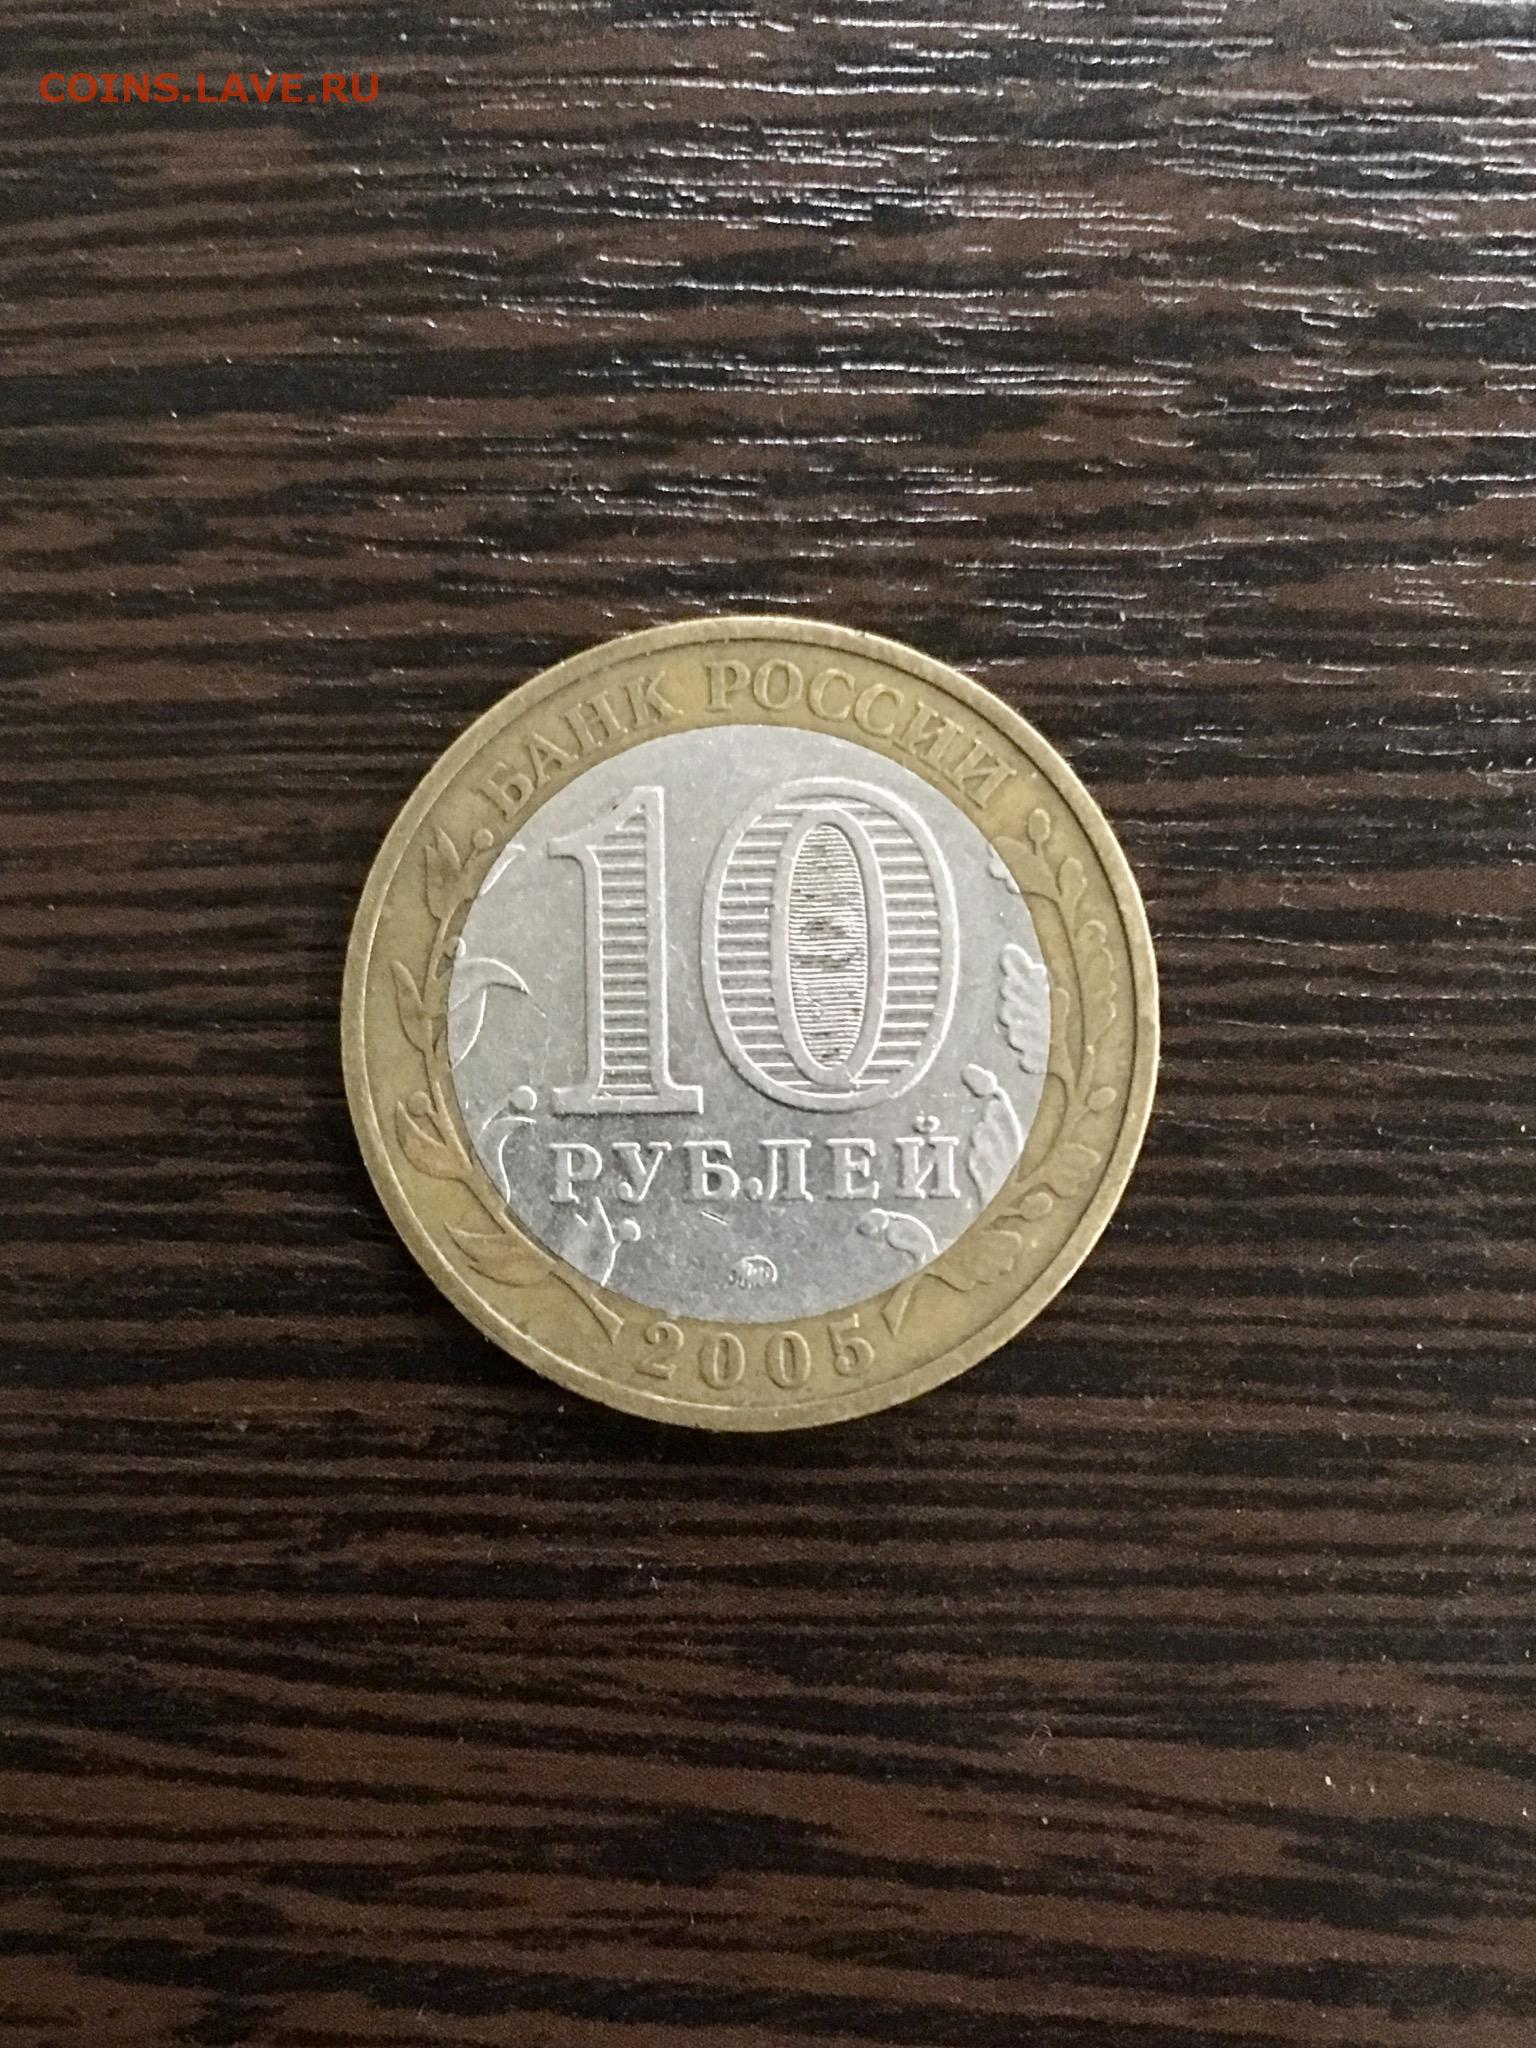 COINS.LAVE.RU
БАНК РОССИИ
10
РУБЛЕЙ
2005